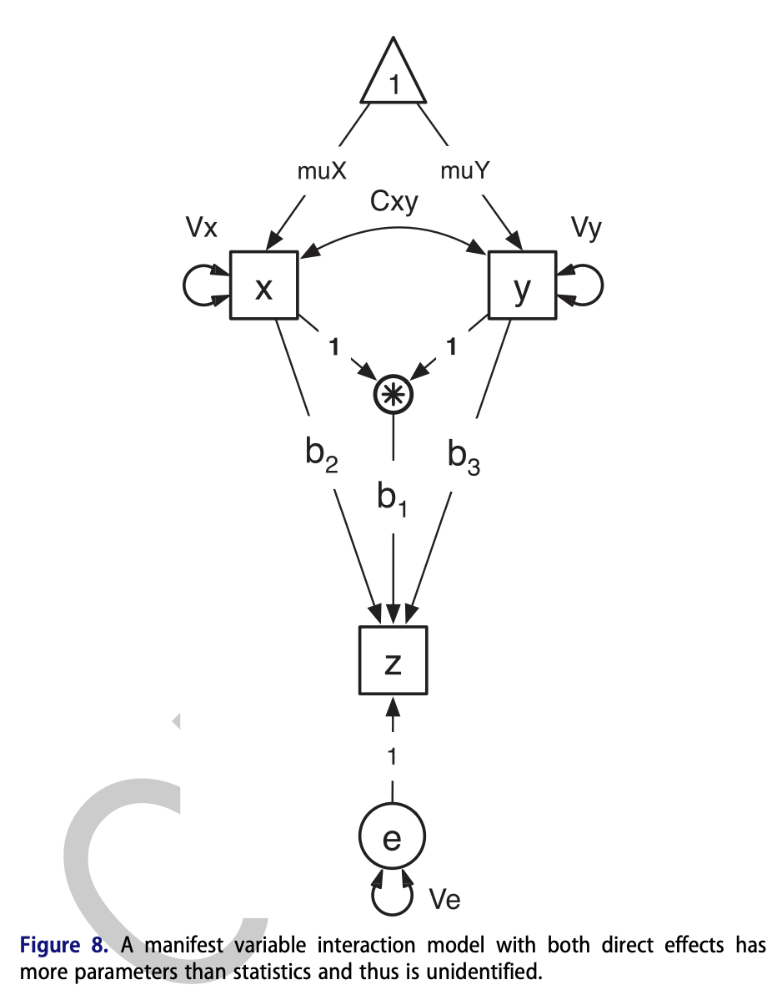 1
muX muY
Cxy
Vx Vy
x y
1 1
b₂ b₃
b₁
z
1
e
Ve
Figure 8. A manifest variable interaction model with both direct effects has
more parameters than statistics and thus is unidentified.